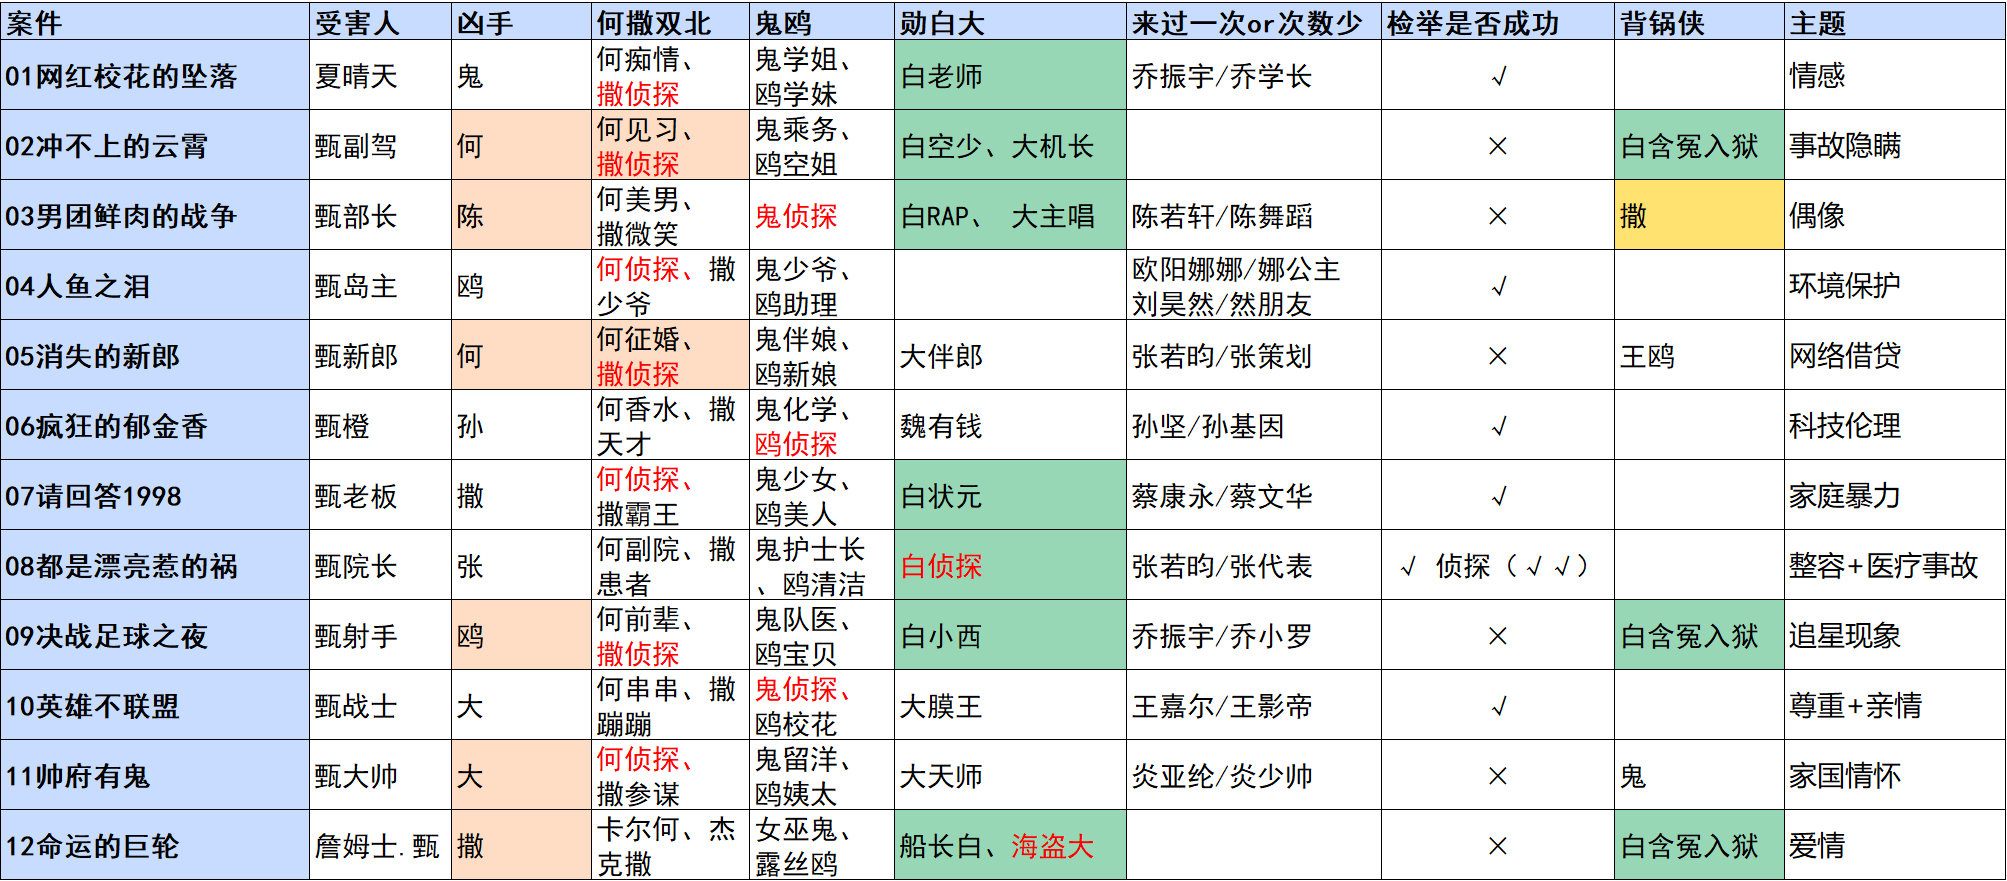 案件 受害人 凶手 何撒双北 鬼鸥 勋白大 来过一次or次数少 检举是否成功 背锅侠 主题
01网红校花的坠落 夏晴天 鬼 何痴情、 鬼学姐、 白老师 乔振宇/乔学长 √ 情感
撒侦探 鸥学妹
02冲不上的云霄 甄副驾 何 何见习、 鬼乘务、 白空少、大机长 × 白含冤入狱 事故隐瞒
撒侦探 鸥空姐
03男团鲜肉的战争 甄部长 陈 何美男、 鬼侦探 白RAP、 大主唱 陈若轩/陈舞蹈 × 撒 偶像
撒微笑
04人鱼之泪 甄岛主 鸥 何侦探、撒 鬼少爷、 欧阳娜娜/娜公主 √ 环境保护
少爷 鸥助理 刘昊然/然朋友
05消失的新郎 甄新郎 何 何征婚、 鬼伴娘、 大伴郎 张若昀/张策划 × 王鸥 网络借贷
撒侦探 鸥新娘
06疯狂的郁金香 甄橙 孙 何香水、撒 鬼化学、 魏有钱 孙坚/孙基因 √ 科技伦理
天才 鸥侦探
07请回答1998 甄老板 撒 何侦探、 鬼少女、 白状元 蔡康永/蔡文华 √ 家庭暴力
撒霸王 鸥美人
08都是漂亮惹的祸 甄院长 张 何副院、撒 鬼护士长 白侦探 张若昀/张代表 √ 侦探（√√） 整容+医疗事故
患者 、鸥清洁
09决战足球之夜 甄射手 鸥 何前辈、 鬼队医、 白小西 乔振宇/乔小罗 × 白含冤入狱 追星现象
撒侦探 鸥宝贝
10英雄不联盟 甄战士 大 何串串、撒 鬼侦探、 大膜王 王嘉尔/王影帝 √ 尊重+亲情
蹦蹦 鸥校花
11帅府有鬼 甄大帅 大 何侦探、 鬼留洋、 大天师 炎亚纶/炎少帅 × 鬼 家国情怀
撒参谋 鸥姨太
12命运的巨轮 詹姆士.甄 撒 卡尔何、杰 女巫鬼、 船长白、海盗大 × 白含冤入狱 爱情
克撒 露丝鸥